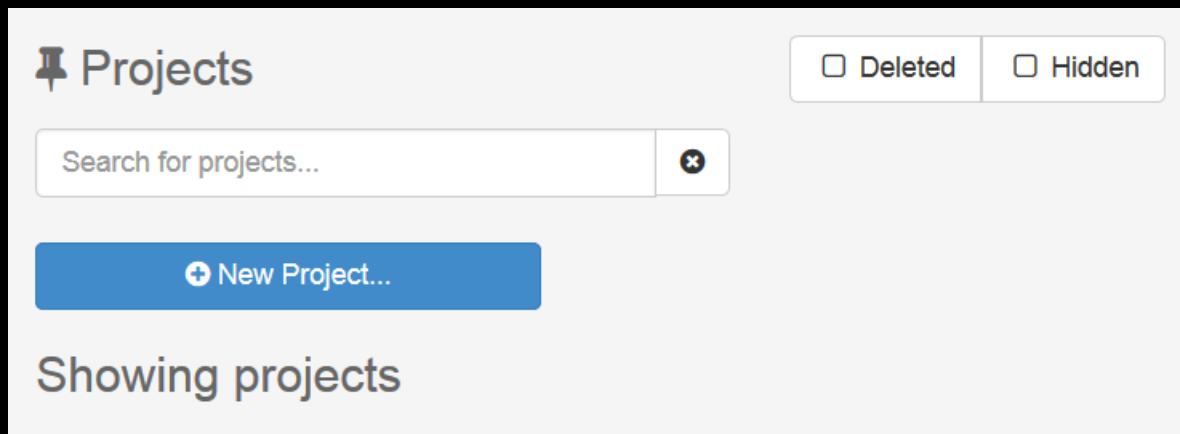 Projects
Deleted
Hidden
Search for projects...
New Project...
Showing projects